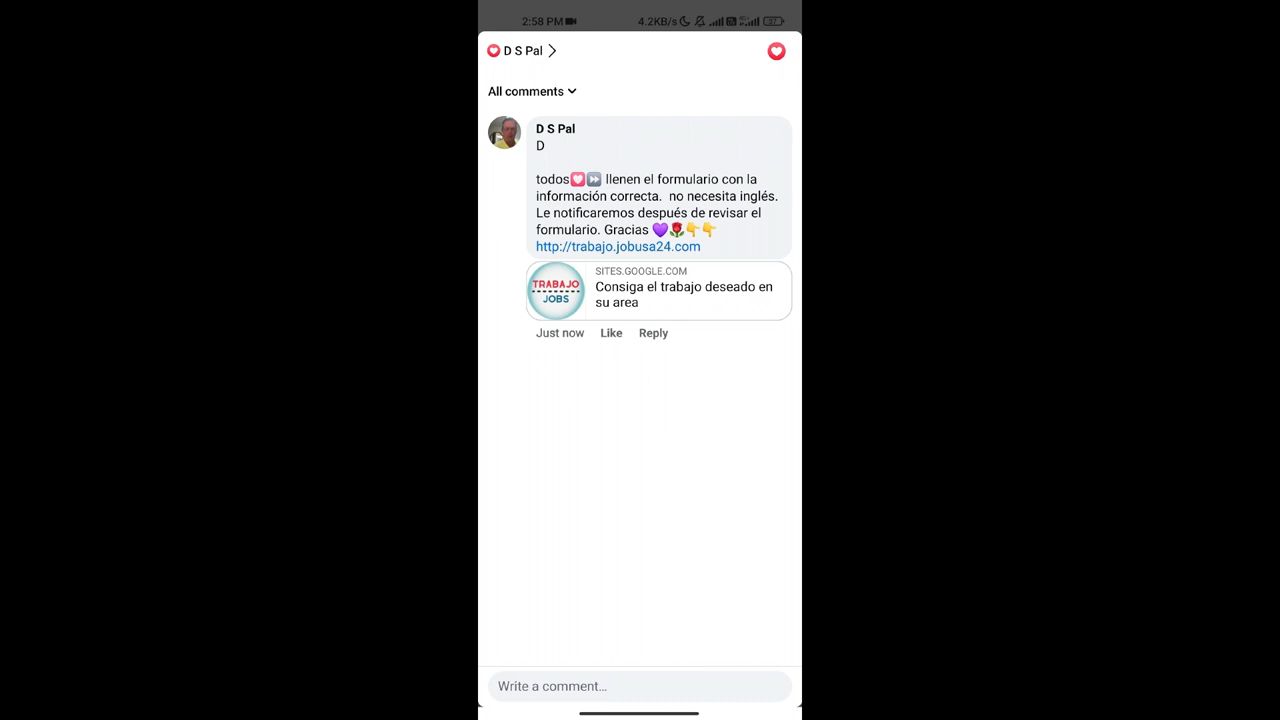 2:58 PM 4.2KB/s 37
D S Pal
All comments
D S Pal
D
todos llenen el formulario con la
información correcta.  no necesita inglés.
Le notificaremos después de revisar el
formulario. Gracias 💜🌹👇👇
http://trabajo.jobusa24.com
TRABAJO
JOBS
SITES.GOOGLE.COM
Consiga el trabajo deseado en
su area
Just now Like Reply
Write a comment...